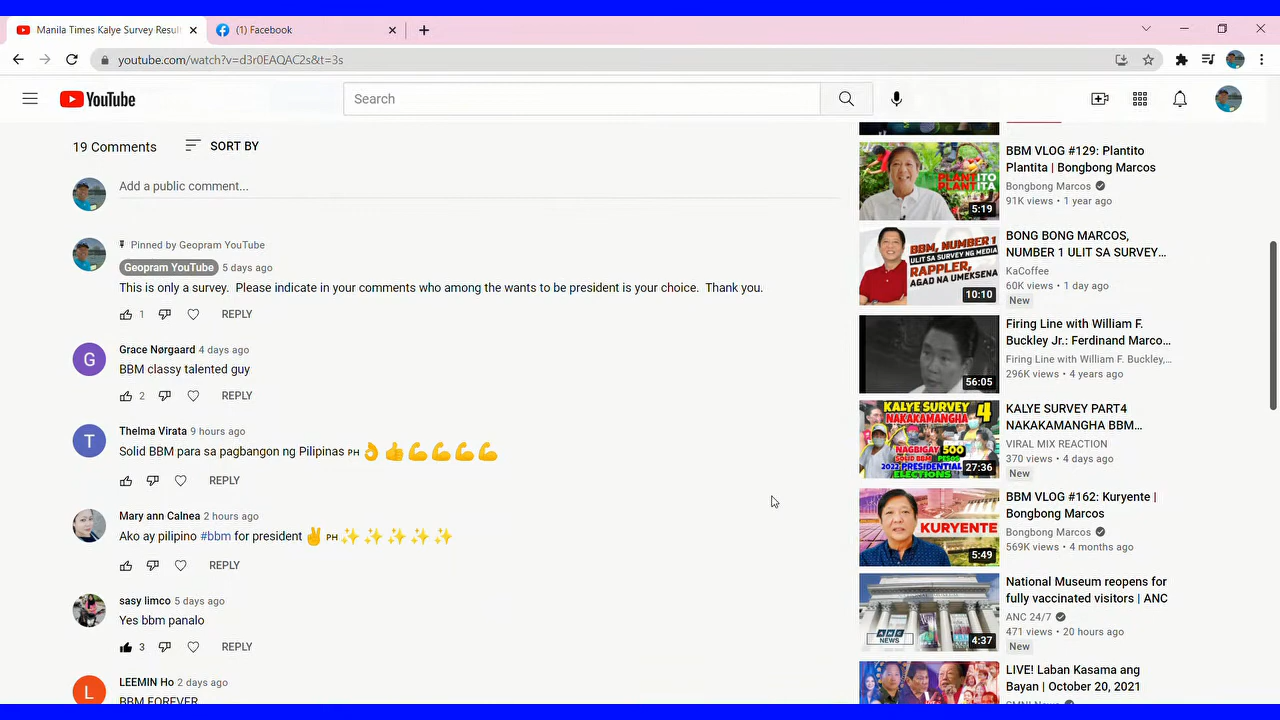 Manila Times Kalye Survey Resul
(1) Facebook
youtube.com/watch?v=d3r0EAQAC2s&t=3s
YouTube
Search
19 Comments
SORT BY
Add a public comment...
Pinned by Geopram YouTube
Geopram YouTube 5 days ago
This is only a survey. Please indicate in your comments who among the wants to be president is your choice. Thank you.
1
REPLY
Grace Nørgaard 4 days ago
BBM classy talented guy
2
REPLY
Thelma
Solid BBM para sa ng Pilipinas PH 👌👍💪💪💪💪
REPLY
Mary ann 2 hours ago
Ako ay pilipino #bbm for president ✌PH✨✨✨✨✨
REPLY
sasy limco 5 days ago
Yes bbm panalo
3
REPLY
LEEMIN Ho 2 days ago
BBM FOREVER
PLANTITO
PLANTITA
5:19
BBM VLOG #129: Plantito
Plantita | Bongbong Marcos
Bongbong Marcos
91K views • 1 year ago
BBM, NUMBER 1
ULIT SA SURVEY NG MEDIA
RAPPLER,
AGAD NA UMEKSENA
10:10
BONG BONG MARCOS,
NUMBER 1 ULIT SA SURVEY...
KaCoffee
60K views • 1 day ago
New
56:05
Firing Line with William F.
Buckley Jr.: Ferdinand Marco...
Firing Line with William F. Buckley,...
296K views • 4 years ago
KALYE SURVEY 4
NAKAKAMANGHA
NAGBIGAY 500
SOLID BBM PESOS
2022 PRESIDENTIAL
ELECTIONS
27:36
KALYE SURVEY PART4
NAKAKAMANGHA BBM...
VIRAL MIX REACTION
370 views • 4 days ago
New
KURYENTE
5:49
BBM VLOG #162: Kuryente |
Bongbong Marcos
Bongbong Marcos
569K views • 4 months ago
ANC
NEWS
4:37
National Museum reopens for
fully vaccinated visitors | ANC
ANC 24/7
471 views • 20 hours ago
New
LIVE! Laban Kasama ang
Bayan | October 20, 2021
SMNI News